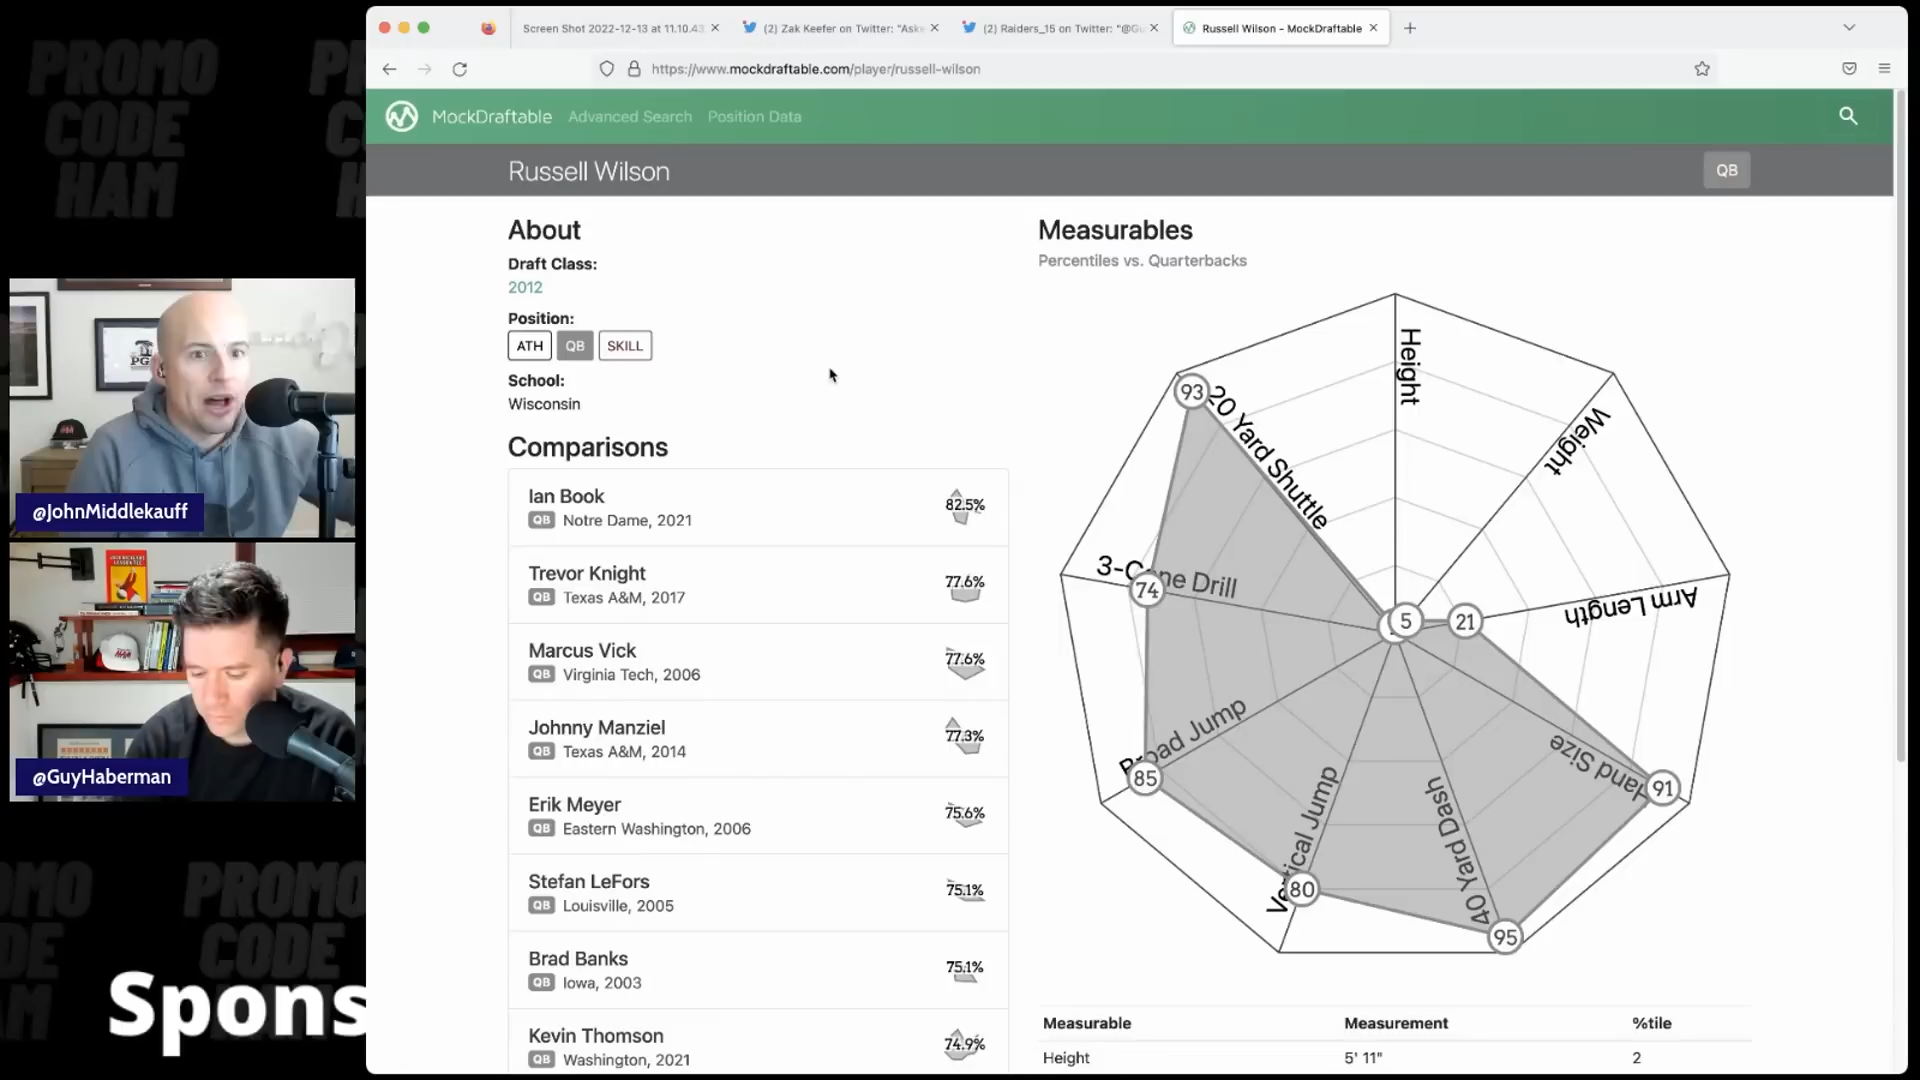 PROMO
CODE
HAM
Screen Shot 2022-12-13 at 11.10.43
(2) Zak Keefer on Twitter: "Aske
(2) Raiders_15 on Twitter: "@Gu
Russell Wilson - MockDraftable
https://www.mockdraftable.com/player/russell-wilson
MockDraftable
Advanced Search
Position Data
Russell Wilson
QB
About
Draft Class:
2012
Position:
ATH
QB
SKILL
School:
Wisconsin
Comparisons
Ian Book
QB Notre Dame, 2021
82.5%
Trevor Knight
QB Texas A&M, 2017
77.6%
Marcus Vick
QB Virginia Tech, 2006
77.6%
Johnny Manziel
QB Texas A&M, 2014
77.3%
Erik Meyer
QB Eastern Washington, 2006
75.6%
Stefan LeFors
QB Louisville, 2005
75.1%
Brad Banks
QB Iowa, 2003
75.1%
Kevin Thomson
QB Washington, 2021
74.9%
Measurables
Percentiles vs. Quarterbacks
Height
Weight
5
Arm Length
21
Hand Size
91
40 Yard Dash
95
Vertical Jump
80
Broad Jump
85
3-Cone Drill
74
20 Yard Shuttle
93
Measurable Measurement %tile
Height 5' 11" 2
@JohnMiddlekauff
@GuyHaberman
PROMO
CODE
Spons